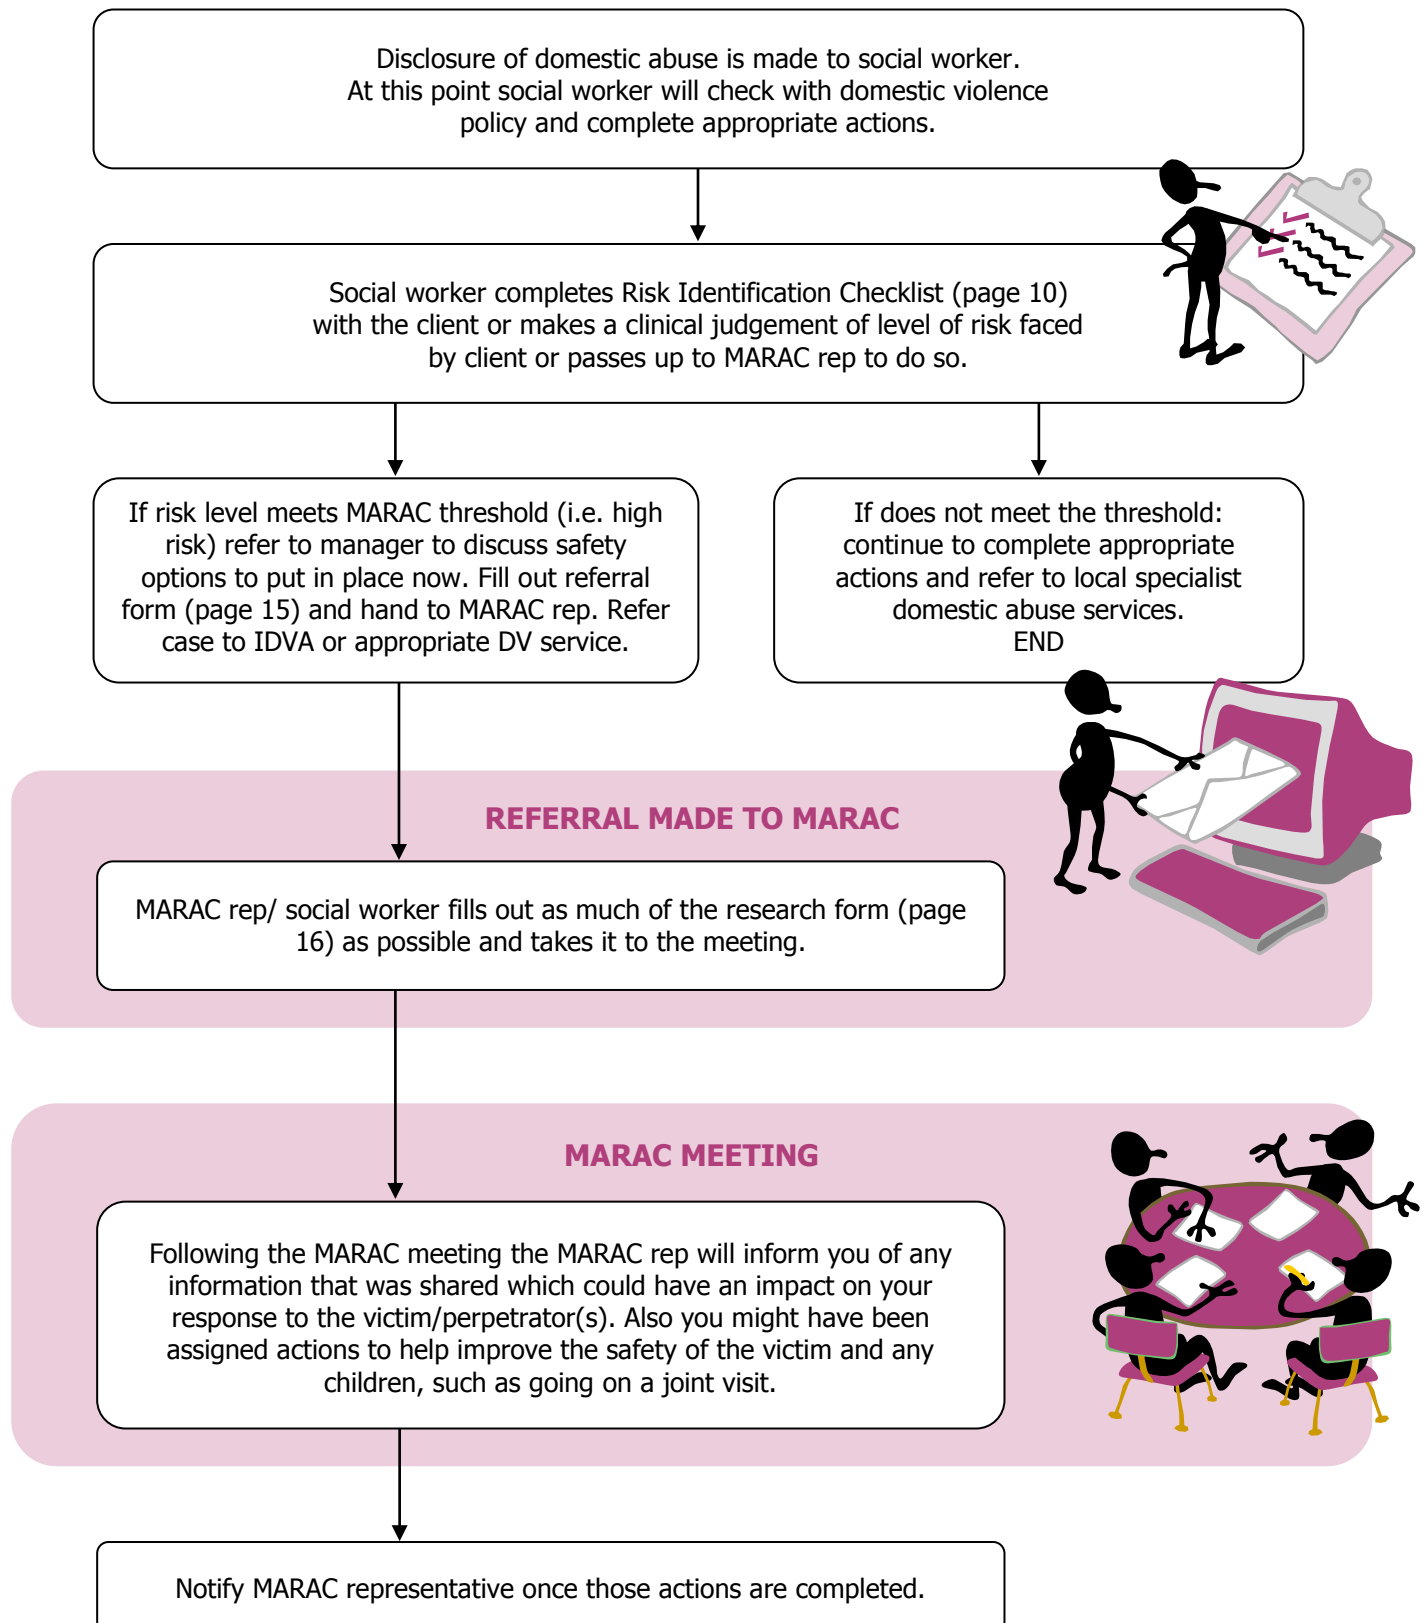 Disclosure of domestic abuse is made to social worker.
At this point social worker will check with domestic violence
policy and complete appropriate actions.
Social worker completes Risk Identification Checklist (page 10)
with the client or makes a clinical judgement of level of risk faced
by client or passes up to MARAC rep to do so.
If risk level meets MARAC threshold (i.e. high
risk) refer to manager to discuss safety
options to put in place now. Fill out referral
form (page 15) and hand to MARAC rep. Refer
case to IDVA or appropriate DV service.
If does not meet the threshold:
continue to complete appropriate
actions and refer to local specialist
domestic abuse services.
END
REFERRAL MADE TO MARAC
MARAC rep/ social worker fills out as much of the research form (page
16) as possible and takes it to the meeting.
MARAC MEETING
Following the MARAC meeting the MARAC rep will inform you of any
information that was shared which could have an impact on your
response to the victim/perpetrator(s). Also you might have been
assigned actions to help improve the safety of the victim and any
children, such as going on a joint visit.
Notify MARAC representative once those actions are completed.